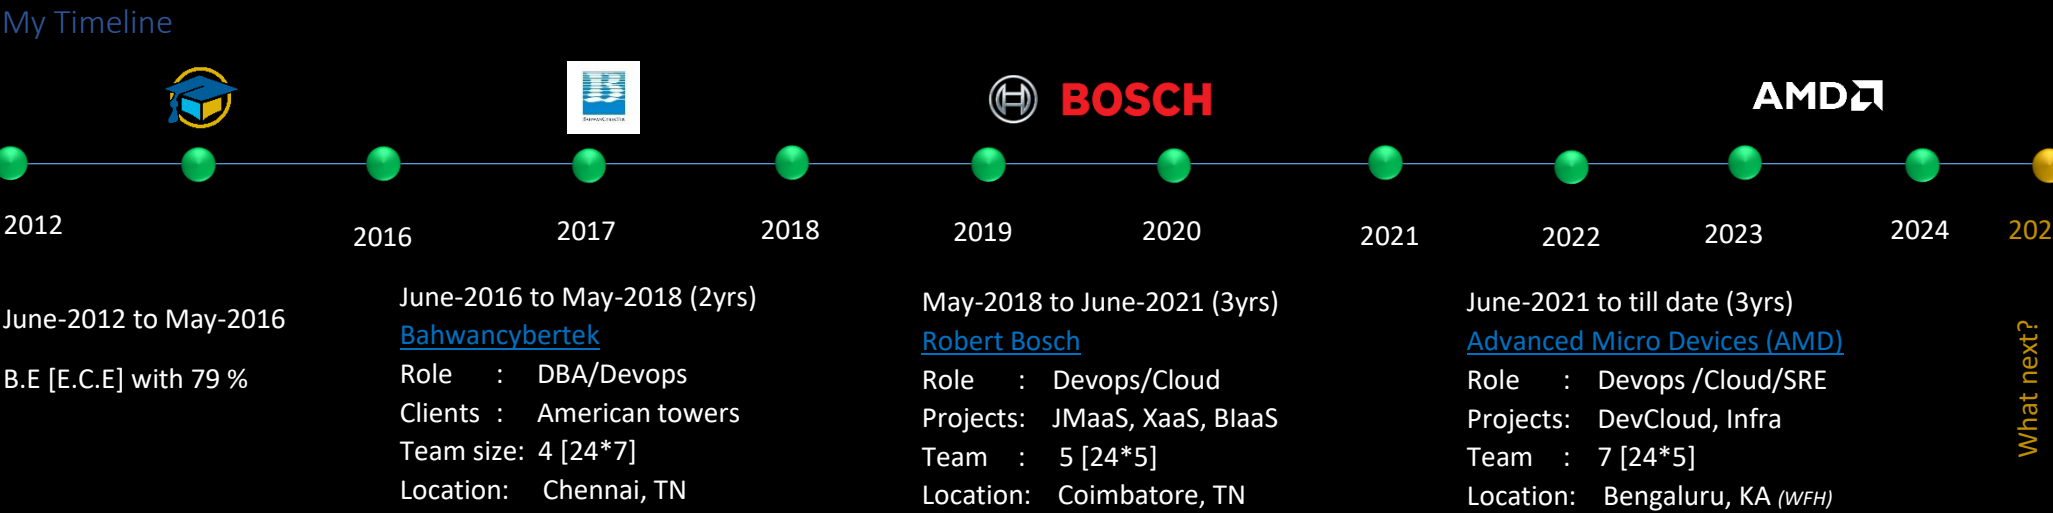 My Timeline
BOSCH
AMD
2012
2016
2017
2018
2019
2020
2021
2022
2023
2024
202
June-2012 to May-2016
B.E [E.C.E] with 79 %
June-2016 to May-2018 (2yrs)
Bahwancybertek
Role : DBA/Devops
Clients : American towers
Team size: 4 [24*7]
Location: Chennai, TN
May-2018 to June-2021 (3yrs)
Robert Bosch
Role : Devops/Cloud
Projects: JMaaS, XaaS, BIaaS
Team : 5 [24*5]
Location: Coimbatore, TN
June-2021 to till date (3yrs)
Advanced Micro Devices (AMD)
Role : Devops /Cloud/SRE
Projects: DevCloud, Infra
Team : 7 [24*5]
Location: Bengaluru, KA (WFH)
What next?